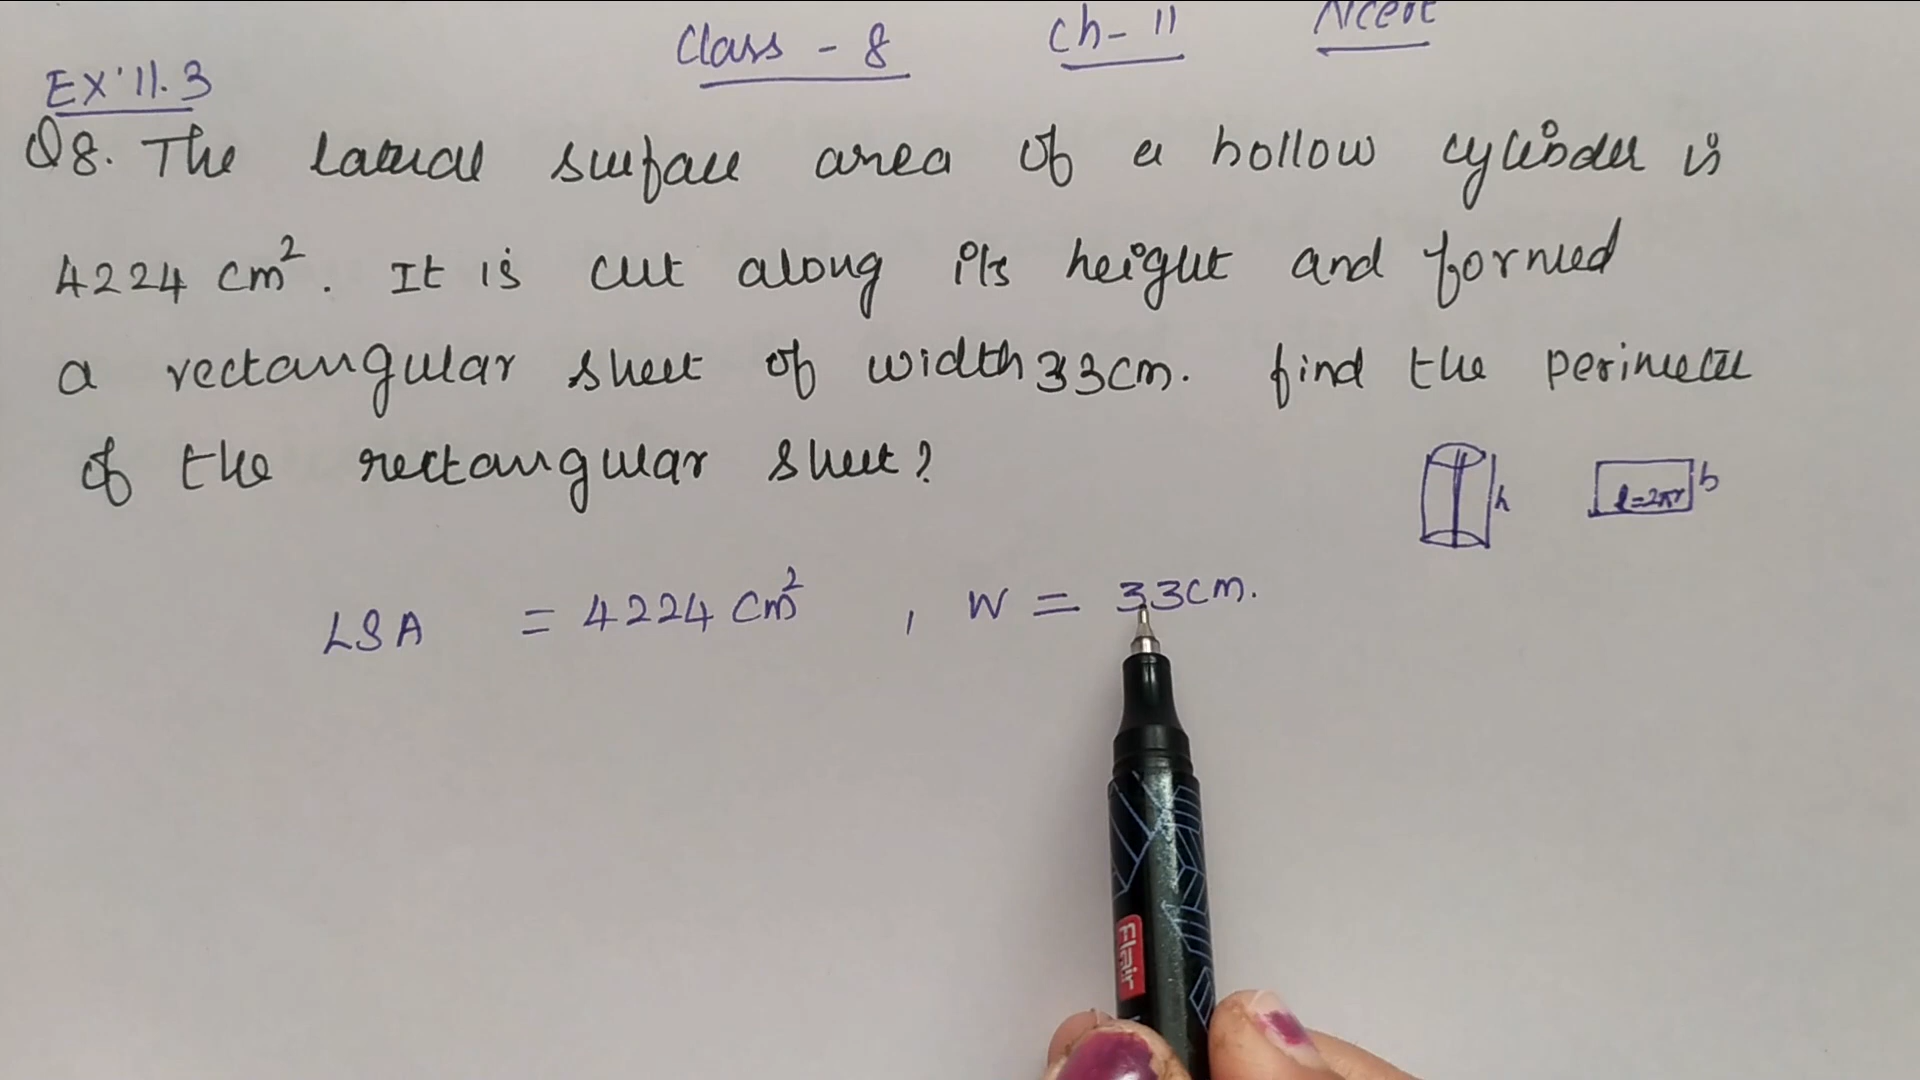 Class - 8 Ch- 11 Ncert
Ex'11.3
Q8. The lateral surface area of a hollow cylinder is
4224 cm². It is cut along its height and formed
a rectangular sheet of width 33cm. find the perimeter
of the rectangular sheet?
h
l=2πr b
LSA = 4224 cm² , W = 33cm.
Flair